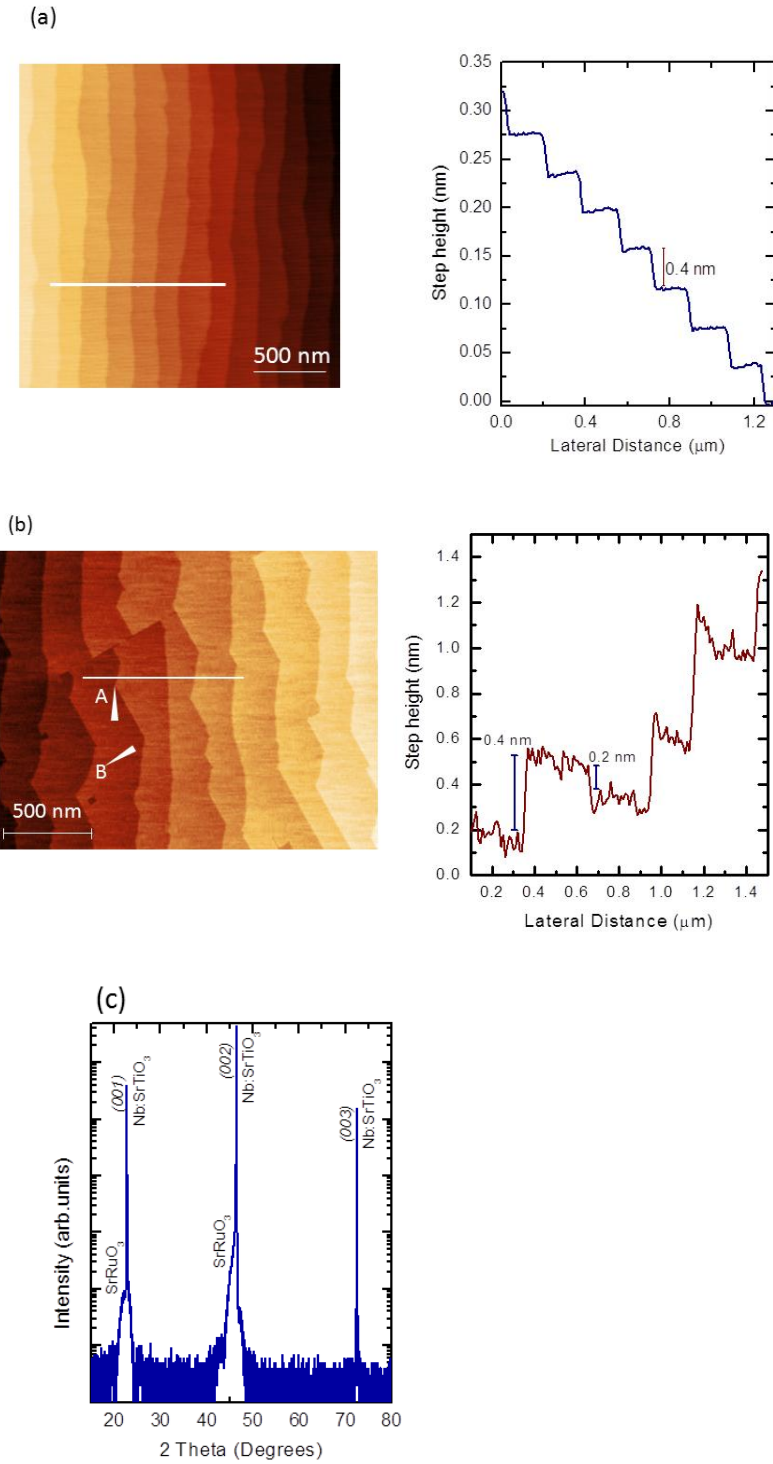 (a)
500 nm
0.35
0.30
0.25
0.20
0.15
0.10
0.05
0.00
Step height (nm)
0.4 nm
0.0 0.4 0.8 1.2
Lateral Distance (μm)
(b)
A
B
500 nm
1.4
1.2
1.0
0.8
0.6
0.4
0.2
0.0
Step height (nm)
0.4 nm
0.2 nm
0.2 0.4 0.6 0.8 1.0 1.2 1.4
Lateral Distance (μm)
(c)
Intensity (arb.units)
SrRuO3
(001)
Nb:SrTiO3
SrRuO3
(002)
Nb:SrTiO3
(003)
Nb:SrTiO3
20 30 40 50 60 70 80
2 Theta (Degrees)